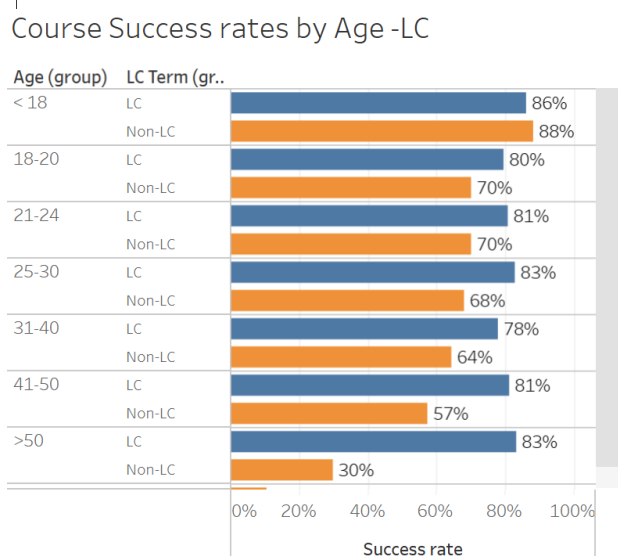 Course Success rates by Age -LC
Age (group) LC Term (gr..
< 18 LC 86%
Non-LC 88%
18-20 LC 80%
Non-LC 70%
21-24 LC 81%
Non-LC 70%
25-30 LC 83%
Non-LC 68%
31-40 LC 78%
Non-LC 64%
41-50 LC 81%
Non-LC 57%
>50 LC 83%
Non-LC 30%
0% 20% 40% 60% 80% 100%
Success rate